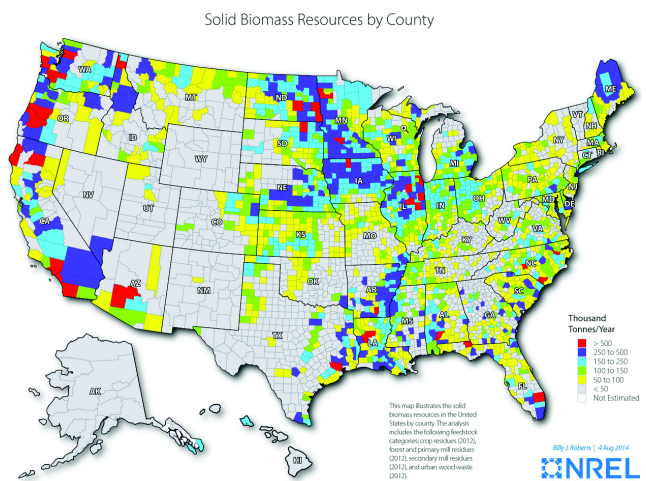 Solid Biomass Resources by County
WA
MT
ND
MN
ME
OR
ID
WY
SD
WI
MI
VT
NH
NY
MA
CT
RI
NV
UT
CO
NE
IA
IL
IN
OH
PA
NJ
MD
DE
CA
KS
MO
KY
WV
VA
AZ
NM
OK
AR
TN
NC
SC
TX
LA
MS
AL
GA
FL
AK
HI
Thousand
Tonnes/Year
> 500
250 to 500
150 to 250
100 to 150
50 to 100
< 50
Not Estimated
This map illustrates the solid
biomass resources in the United
States by county. The analysis
includes the following feedstock
categories: crop residues (2012),
forest and primary mill residues
(2012), secondary mill residues
(2012), and urban wood waste
(2012).
Billy J. Roberts | 4 Aug 2014
NREL